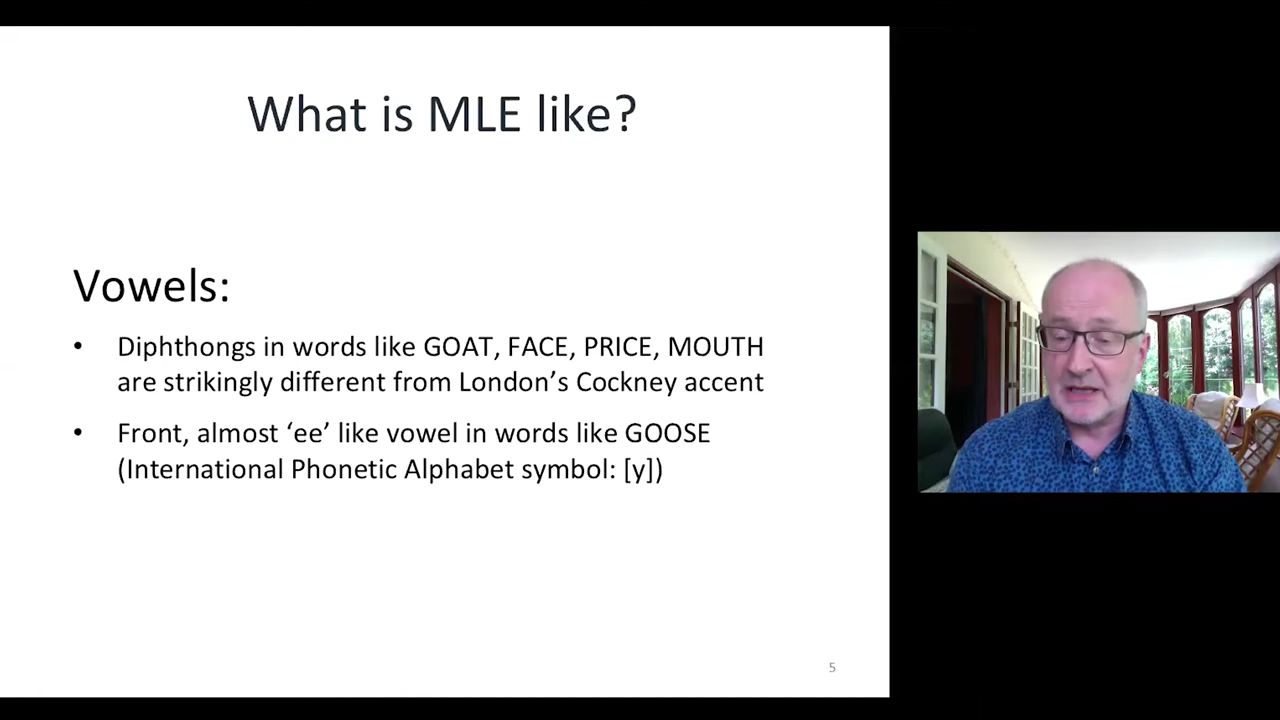 What is MLE like?
Vowels:
• Diphthongs in words like GOAT, FACE, PRICE, MOUTH
are strikingly different from London’s Cockney accent
• Front, almost ‘ee’ like vowel in words like GOOSE
(International Phonetic Alphabet symbol: [y])
5